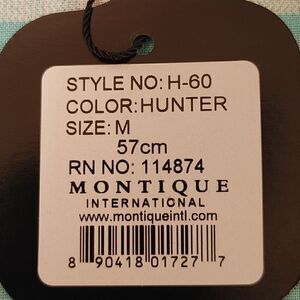 STYLE NO: H-60
COLOR: HUNTER
SIZE: M
57cm
RN NO: 114874
MONTIQUE
INTERNATIONAL
www.montiqueintl.com
8 90418 01727 7